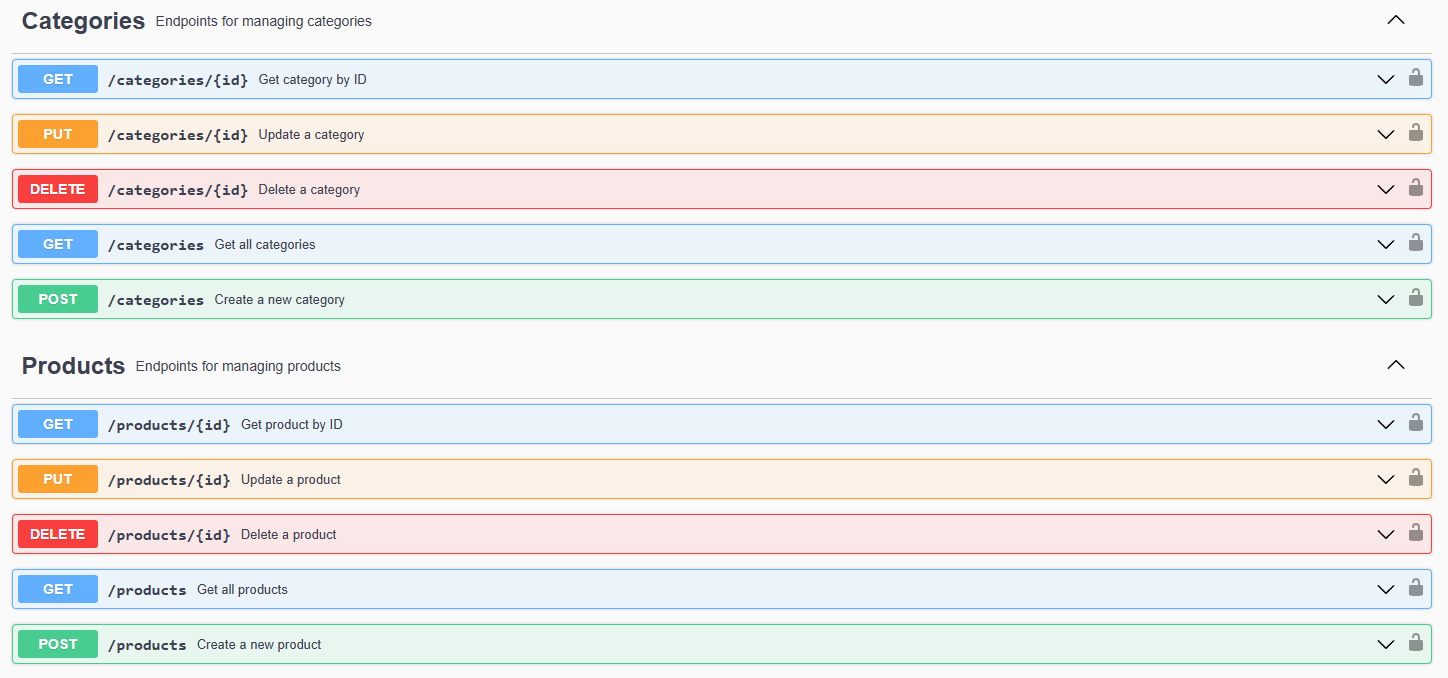 Categories Endpoints for managing categories
GET /categories/{id} Get category by ID
PUT /categories/{id} Update a category
DELETE /categories/{id} Delete a category
GET /categories Get all categories
POST /categories Create a new category
Products Endpoints for managing products
GET /products/{id} Get product by ID
PUT /products/{id} Update a product
DELETE /products/{id} Delete a product
GET /products Get all products
POST /products Create a new product